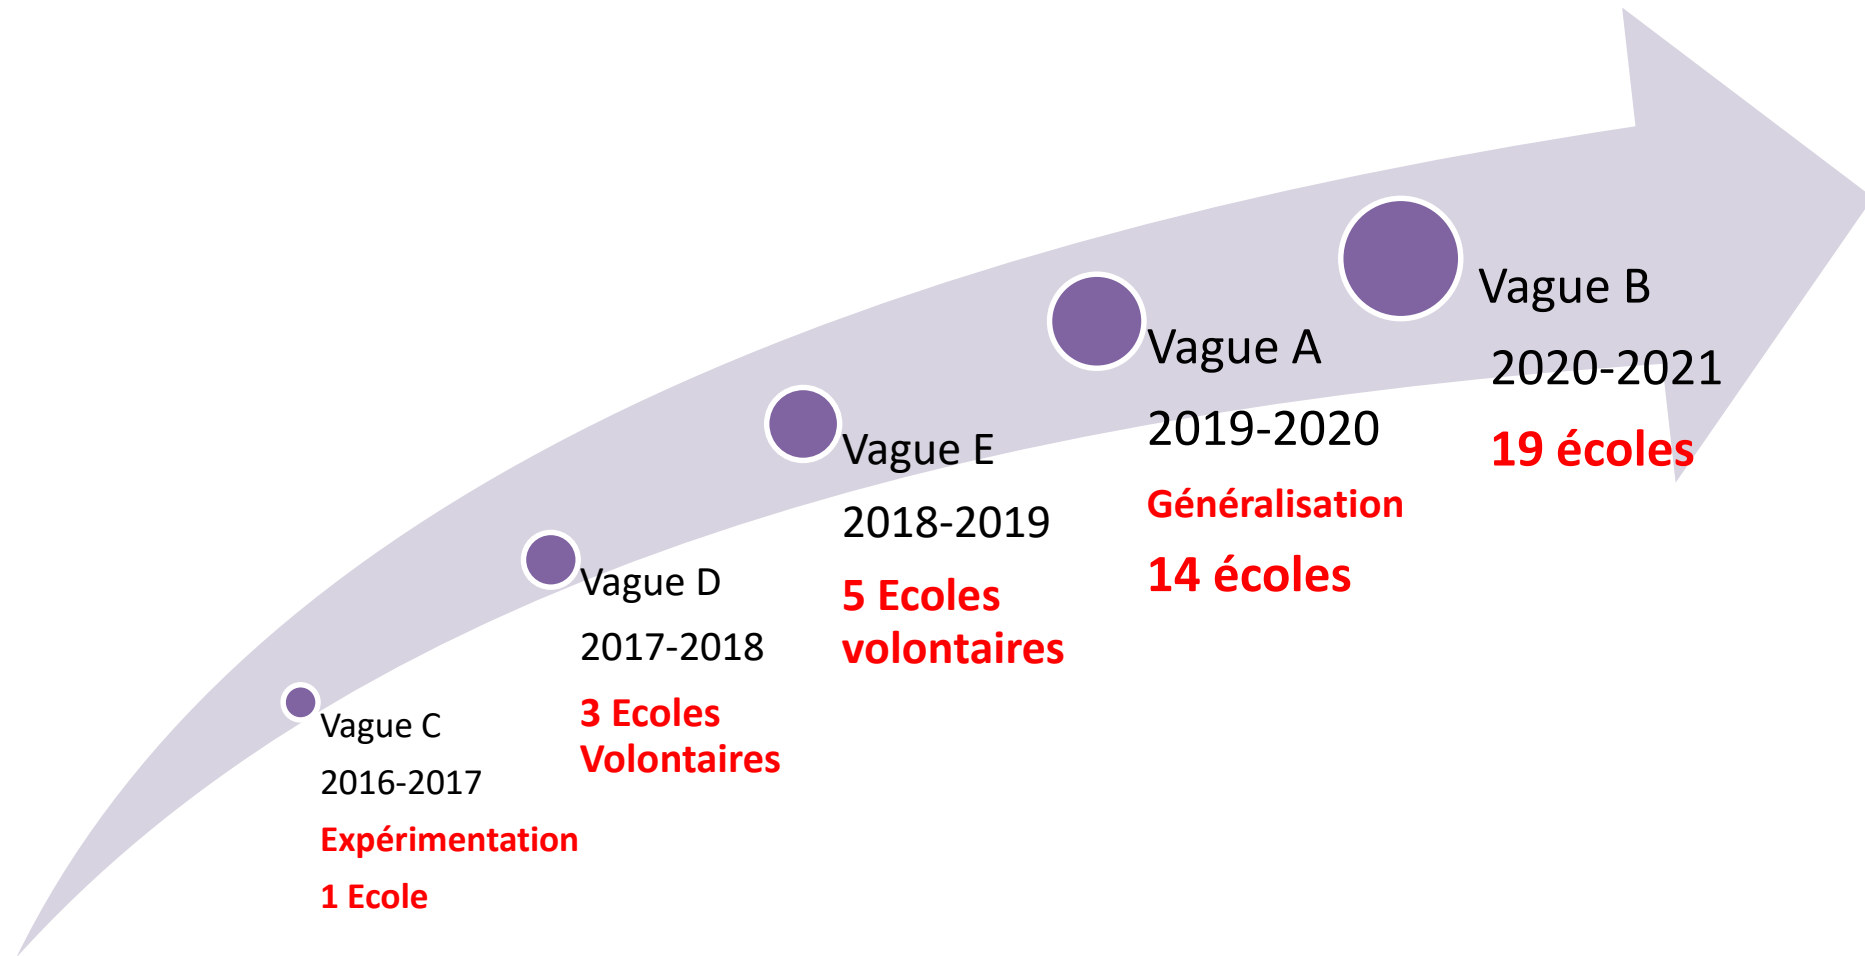 Vague C
2016-2017
Expérimentation
1 Ecole
Vague D
2017-2018
3 Ecoles
Volontaires
Vague E
2018-2019
5 Ecoles
volontaires
Vague A
2019-2020
Généralisation
14 écoles
Vague B
2020-2021
19 écoles